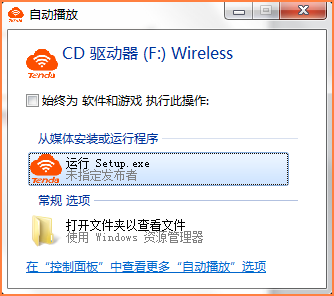 自动播放
Tenda
CD 驱动器 (F:) Wireless
始终为 软件和游戏 执行此操作:
从媒体安装或运行程序
Tenda
运行 Setup.exe
未指定发布者
常规 选项
打开文件夹以查看文件
使用 Windows 资源管理器
在“控制面板”中查看更多“自动播放”选项